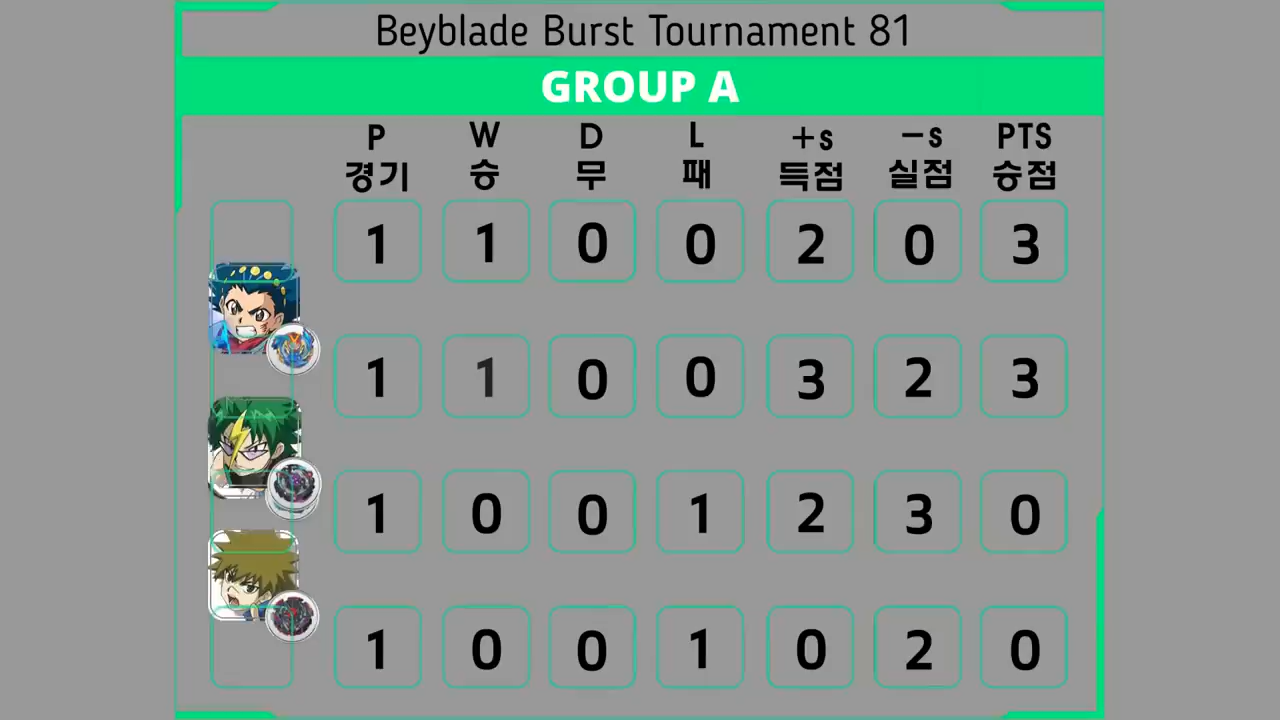 Beyblade Burst Tournament 81
GROUP A
P W D L +s −s PTS
경기 승 무 패 득점 실점 승점
1 1 0 0 2 0 3
1 1 0 0 3 2 3
1 0 0 1 2 3 0
1 0 0 1 0 2 0